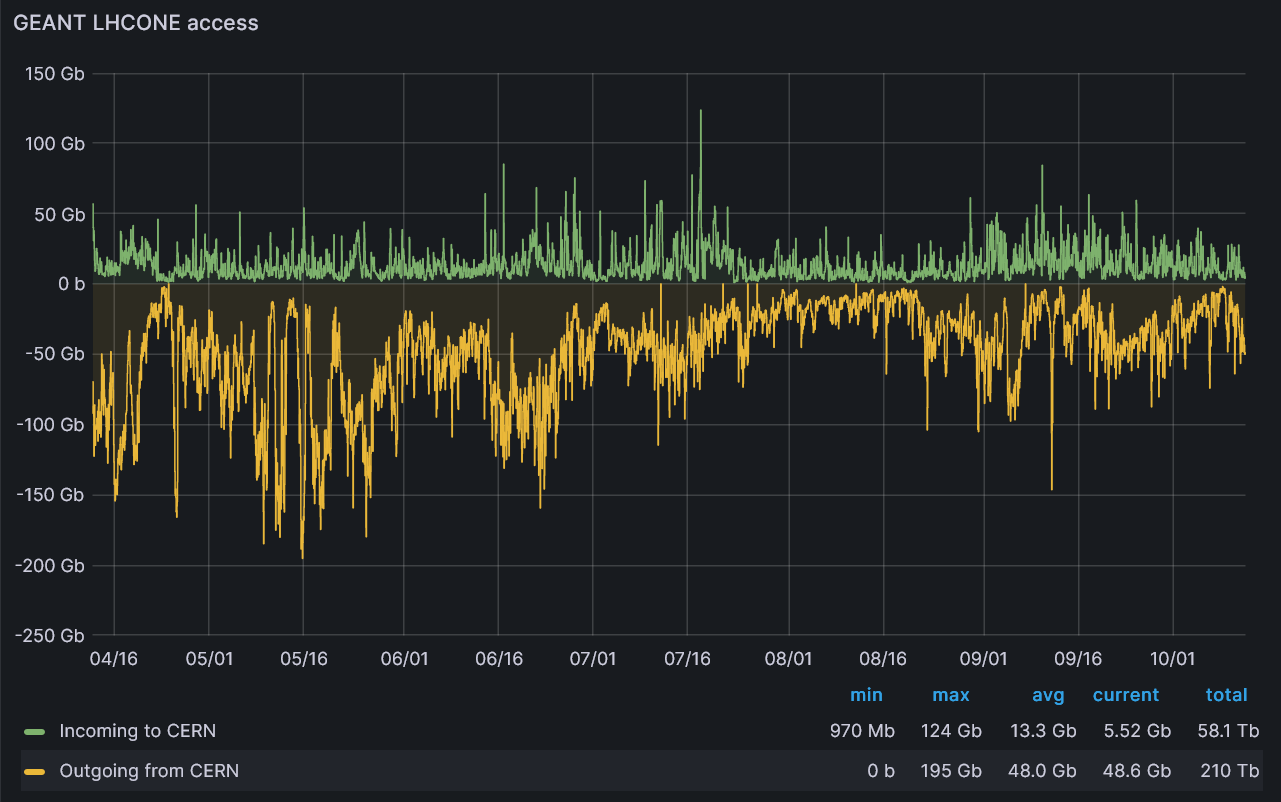 GEANT LHCONE access
150 Gb
100 Gb
50 Gb
0 b
-50 Gb
-100 Gb
-150 Gb
-200 Gb
-250 Gb
04/16 05/01 05/16 06/01 06/16 07/01 07/16 08/01 08/16 09/01 09/16 10/01
min max avg current total
Incoming to CERN 970 Mb 124 Gb 13.3 Gb 5.52 Gb 58.1 Tb
Outgoing from CERN 0 b 195 Gb 48.0 Gb 48.6 Gb 210 Tb